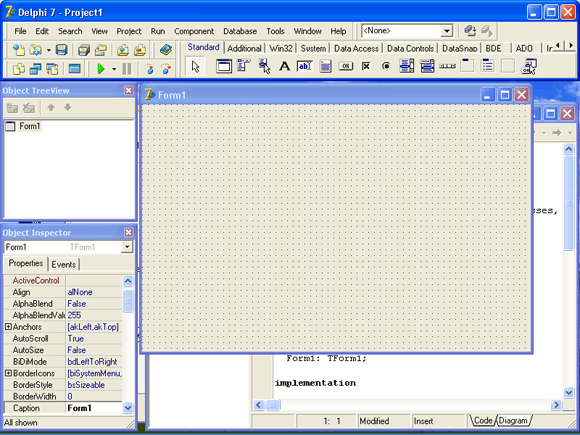 Delphi 7 - Project1
File Edit Search View Project Run Component Database Tools Window Help <None>
Standard Additional Win32 System Data Access Data Controls DataSnap BDE ADO
Object TreeView
Form1
Form1
Object Inspector
Form1 TForm1
Properties Events
ActiveControl
Align alNone
AlphaBlend False
AlphaBlendValu 255
Anchors [akLeft,akTop]
AutoScroll True
AutoSize False
BiDiMode bdLeftToRight
BorderIcons [biSystemMenu,
BorderStyle bsSizeable
BorderWidth 0
Caption Form1
All shown
Form1: TForm1;
implementation
1: 1 Modified Insert Code Diagram